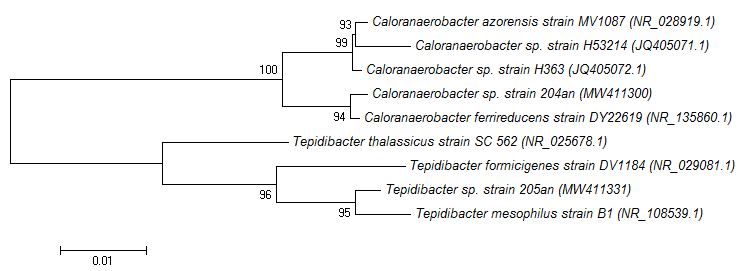 93
Caloranaerobacter azorensis strain MV1087 (NR_028919.1)
99
Caloranaerobacter sp. strain H53214 (JQ405071.1)
100
Caloranaerobacter sp. strain H363 (JQ405072.1)
Caloranaerobacter sp. strain 204an (MW411300)
94
Caloranaerobacter ferrireducens strain DY22619 (NR_135860.1)
Tepidibacter thalassicus strain SC 562 (NR_025678.1)
Tepidibacter formicigenes strain DV1184 (NR_029081.1)
96
Tepidibacter sp. strain 205an (MW411331)
95
Tepidibacter mesophilus strain B1 (NR_108539.1)
0.01